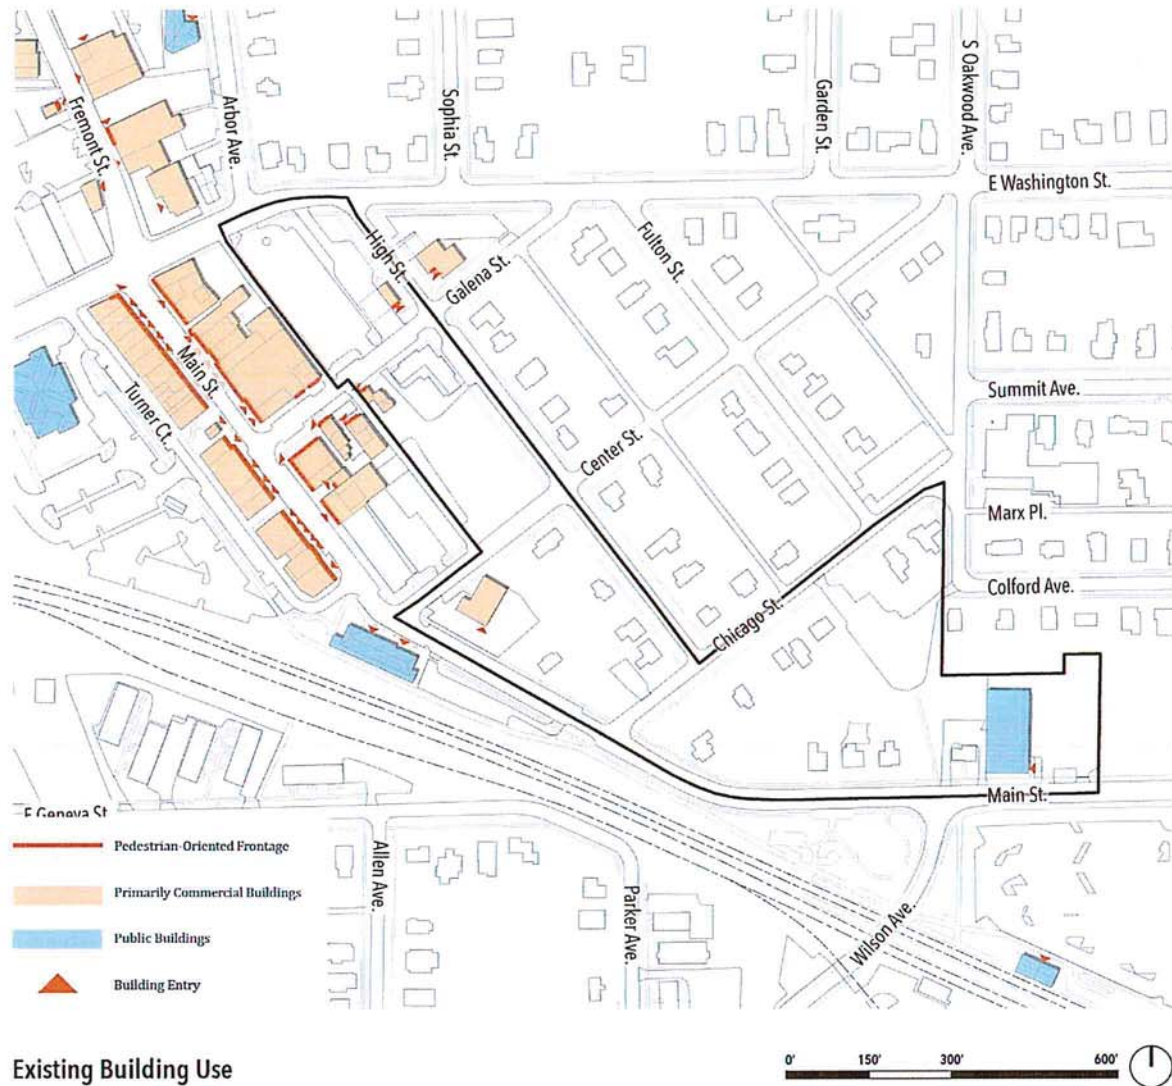 Fremont St.
Arbor Ave.
Sophia St.
Garden St.
S Oakwood Ave.
E Washington St.
High St.
Galena St.
Fulton St.
Main St.
Turner Ct.
Summit Ave.
Center St.
Marx Pl.
Colford Ave.
Chicago St.
Main St.
E Geneva St
Allen Ave.
Parker Ave.
Wilson Ave.
Pedestrian-Oriented Frontage
Primarily Commercial Buildings
Public Buildings
Building Entry
Existing Building Use
0' 150' 300' 600'